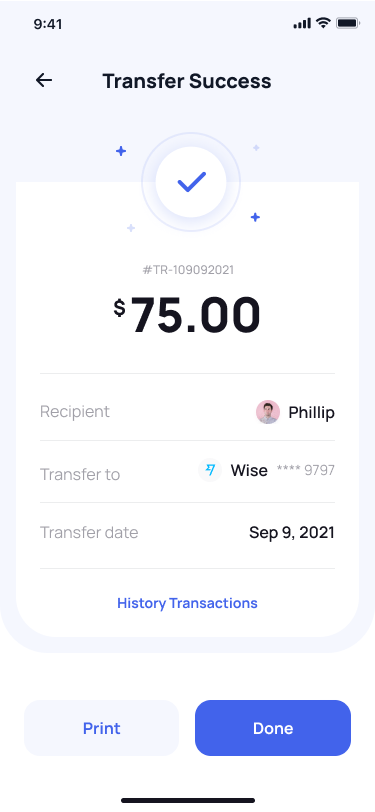 9:41
Transfer Success
#TR-109092021
$75.00
Recipient Phillip
Transfer to Wise **** 9797
Transfer date Sep 9, 2021
History Transactions
Print Done